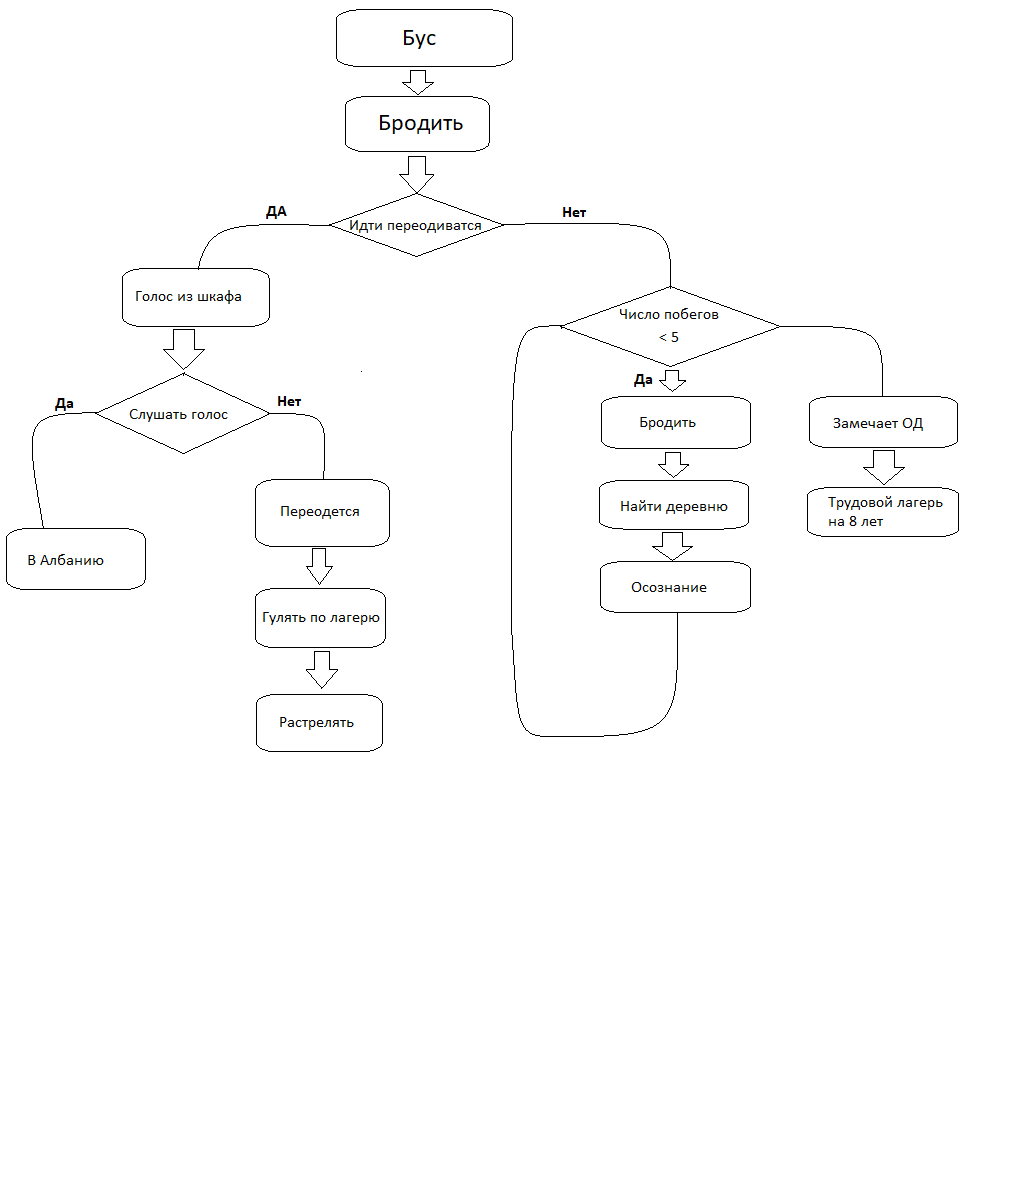 Бус
Бродить
ДА
Нет
Идти переодиватся
Голос из шкафа
Число побегов
< 5
Да
Да
Нет
Слушать голос
Бродить
Замечает ОД
Переодется
Найти деревню
Трудовой лагерь
на 8 лет
В Албанию
Осознание
Гулять по лагерю
Растрелять